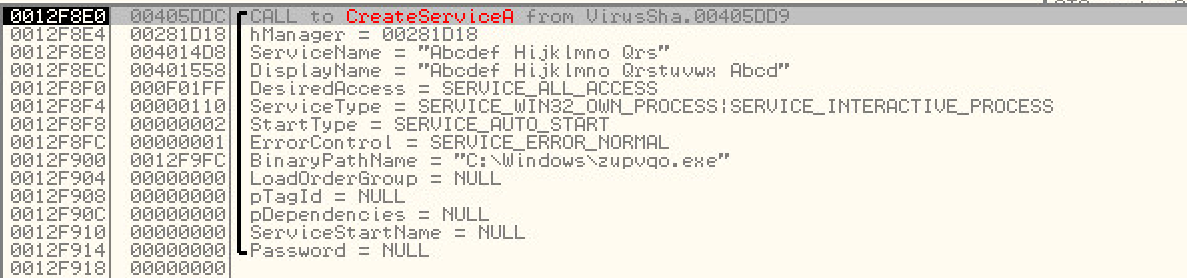 0012F8E0 00405DDC CALL to CreateServiceA from VirusSha.00405DD9
0012F8E4 00281D18 hManager = 00281D18
0012F8E8 004014D8 ServiceName = "Abcdef Hijklmno Qrs"
0012F8EC 00401558 DisplayName = "Abcdef Hijklmno Qrstuvwx Abcd"
0012F8F0 000F01FF DesiredAccess = SERVICE_ALL_ACCESS
0012F8F4 00000110 ServiceType = SERVICE_WIN32_OWN_PROCESS|SERVICE_INTERACTIVE_PROCESS
0012F8F8 00000002 StartType = SERVICE_AUTO_START
0012F8FC 00000001 ErrorControl = SERVICE_ERROR_NORMAL
0012F900 0012F9FC BinaryPathName = "C:\Windows\zupvqo.exe"
0012F904 00000000 LoadOrderGroup = NULL
0012F908 00000000 pTagId = NULL
0012F90C 00000000 pDependencies = NULL
0012F910 00000000 ServiceStartName = NULL
0012F914 00000000 Password = NULL
0012F918 00000000